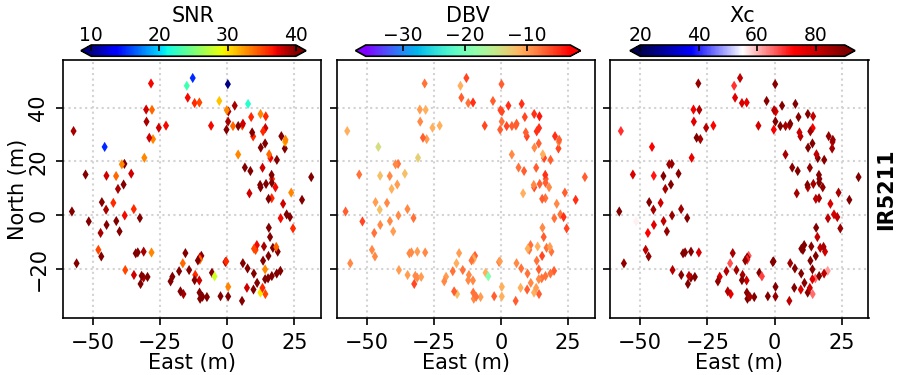 SNR DBV Xc
10 20 30 40 −30 −20 −10 20 40 60 80
40
20
0
−20
North (m)
−50 −25 0 25 −50 −25 0 25 −50 −25 0 25
East (m) East (m) East (m)
IR5211